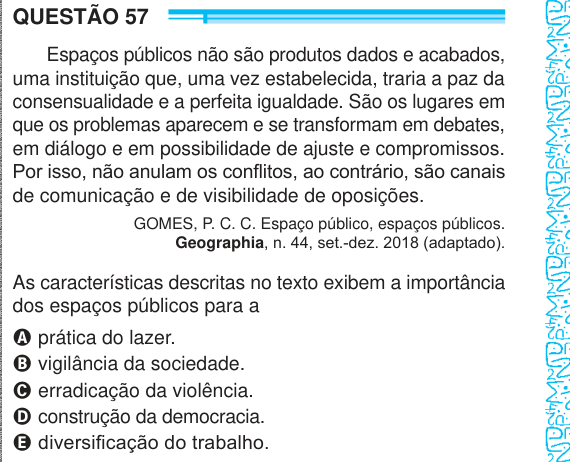 QUESTÃO 57
Espaços públicos não são produtos dados e acabados,
uma instituição que, uma vez estabelecida, traria a paz da
consensualidade e a perfeita igualdade. São os lugares em
que os problemas aparecem e se transformam em debates,
em diálogo e em possibilidade de ajuste e compromissos.
Por isso, não anulam os conflitos, ao contrário, são canais
de comunicação e de visibilidade de oposições.
GOMES, P. C. C. Espaço público, espaços públicos.
Geographia, n. 44, set.-dez. 2018 (adaptado).
As características descritas no texto exibem a importância
dos espaços públicos para a
A prática do lazer.
B vigilância da sociedade.
C erradicação da violência.
D construção da democracia.
E diversificação do trabalho.